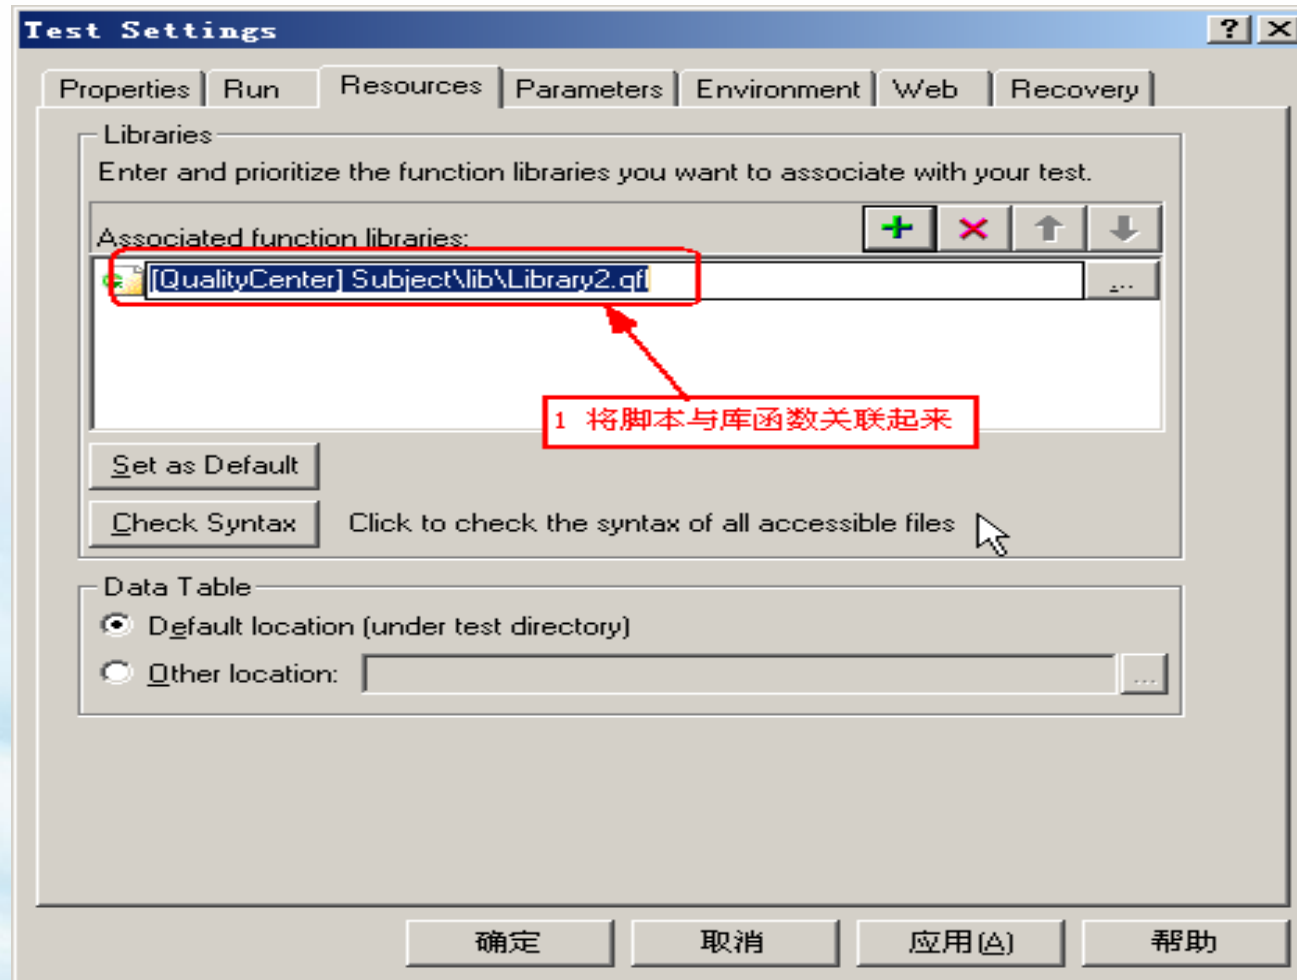 Test Settings
?
Properties Run Resources Parameters Environment Web Recovery
Libraries
Enter and prioritize the function libraries you want to associate with your test.
Associated function libraries:
[QualityCenter] Subject\lib\Library2.qfl
...
1 将脚本与库函数关联起来
Set as Default
Check Syntax Click to check the syntax of all accessible files
Data Table
Default location (under test directory)
Other location:
...
确定 取消 应用(A) 帮助